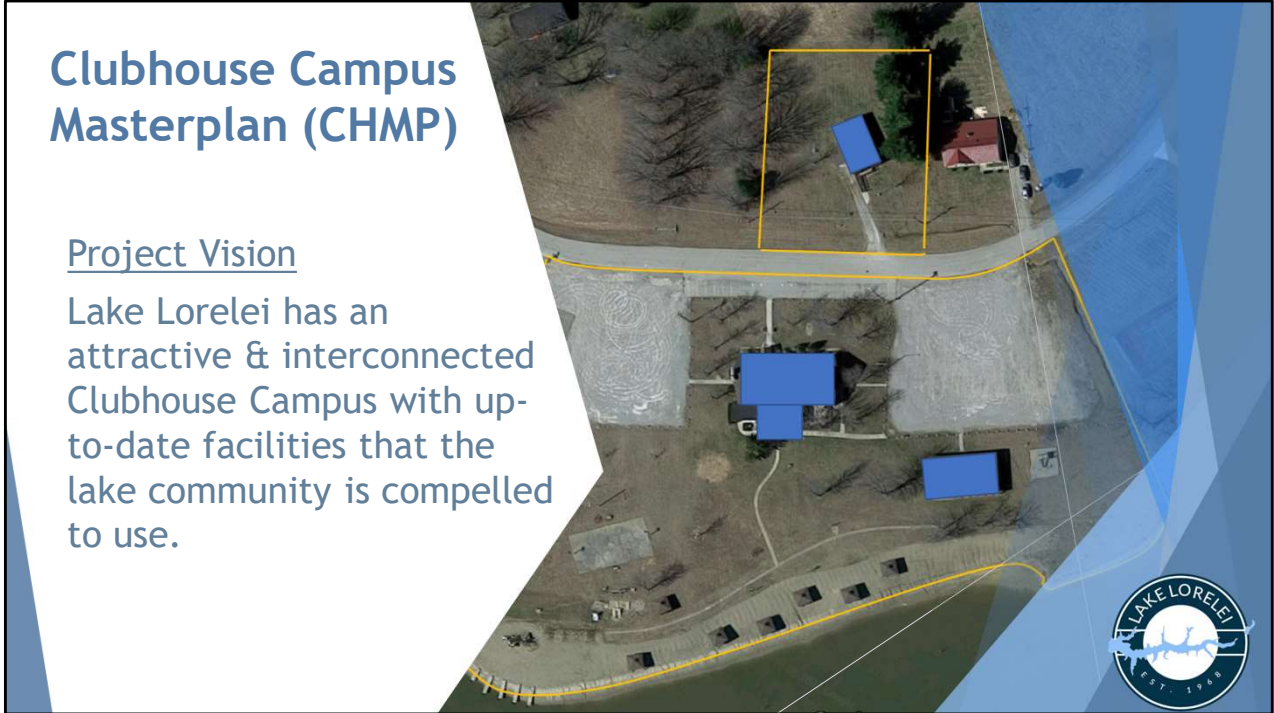 Clubhouse Campus
Masterplan (CHMP)
Project Vision
Lake Lorelei has an
attractive & interconnected
Clubhouse Campus with up-
to-date facilities that the
lake community is compelled
to use.
LAKE LORELEI
EST. 1968